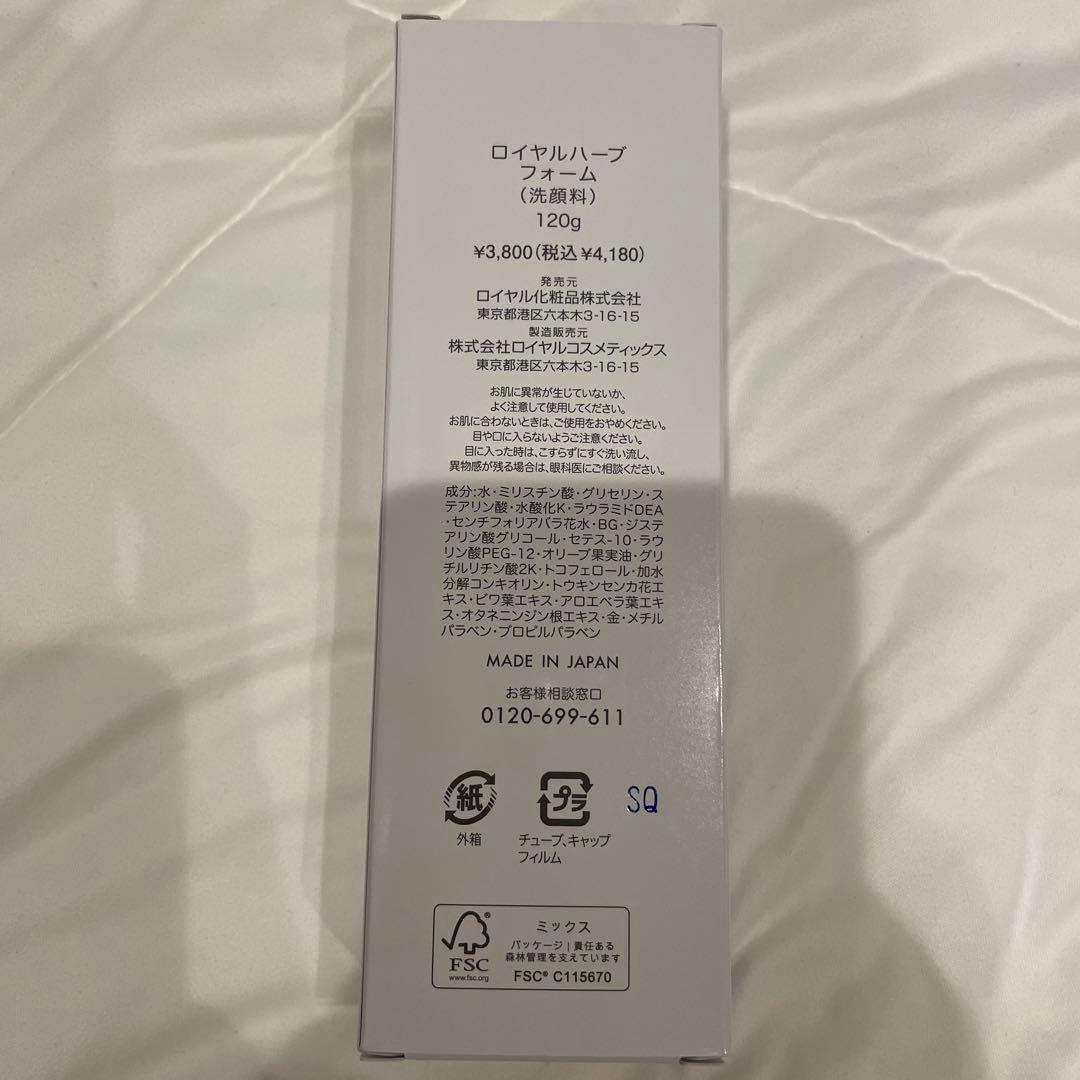 ロイヤルハーブ
フォーム
(洗顔料)
120g
¥3,800(税込¥4,180)
発売元
ロイヤル化粧品株式会社
東京都港区六本木3-16-15
製造販売元
株式会社ロイヤルコスメティックス
東京都港区六本木3-16-15
お肌に異常が生じていないか、
よく注意して使用してください。
お肌に合わないときは、ご使用をおやめください。
目や口に入らないようご注意ください。
目に入った時は、こすらずにすぐ洗い流し、
異物感が残る場合は、眼科医にご相談ください。
成分:水・ミリスチン酸・グリセリン・ス
テアリン酸・水酸化K・ラウラミドDEA
・センチフォリアバラ花水・BG・ジステ
アリン酸グリコール・セテス-10・ラウ
リン酸PEG-12・オリーブ果実油・グリ
チルリチン酸2K・トコフェロール・加水
分解コンキオリン・トウキンセンカ花エ
キス・ビワ葉エキス・アロエベラ葉エキ
ス・オタネニンジン根エキス・金・メチル
パラベン・プロピルパラベン
MADE IN JAPAN
お客様相談窓口
0120-699-611
紙
プラ
SQ
外箱
チューブ、キャップ
フィルム
FSC®
www.fsc.org
ミックス
パッケージ|責任ある
森林管理を支えています
FSC® C115670